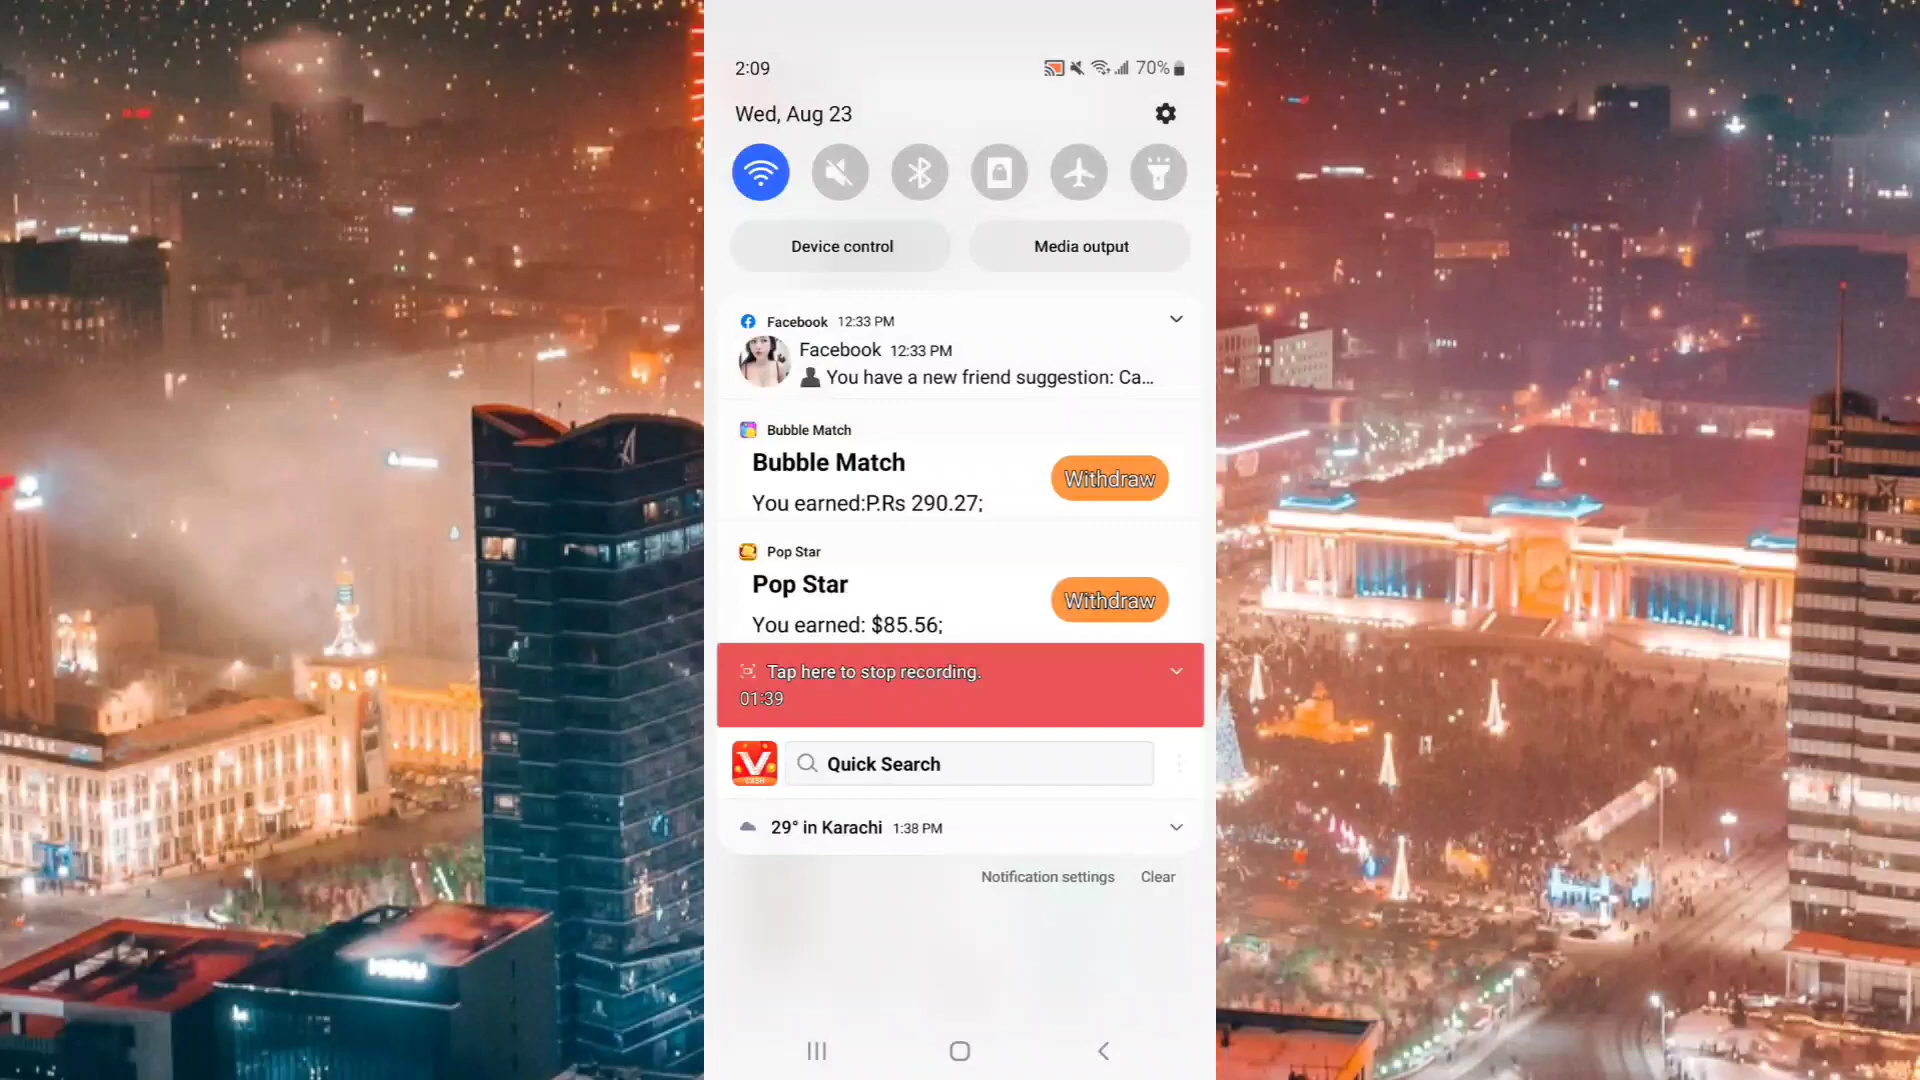 2:09
70%
Wed, Aug 23
Device control
Media output
Facebook 12:33 PM
Facebook 12:33 PM
You have a new friend suggestion: Ca...
Bubble Match
Bubble Match
You earned:P.Rs 290.27;
Withdraw
Pop Star
Pop Star
You earned: $85.56;
Withdraw
Tap here to stop recording.
01:39
V
CASH
Quick Search
29° in Karachi 1:38 PM
Notification settings
Clear